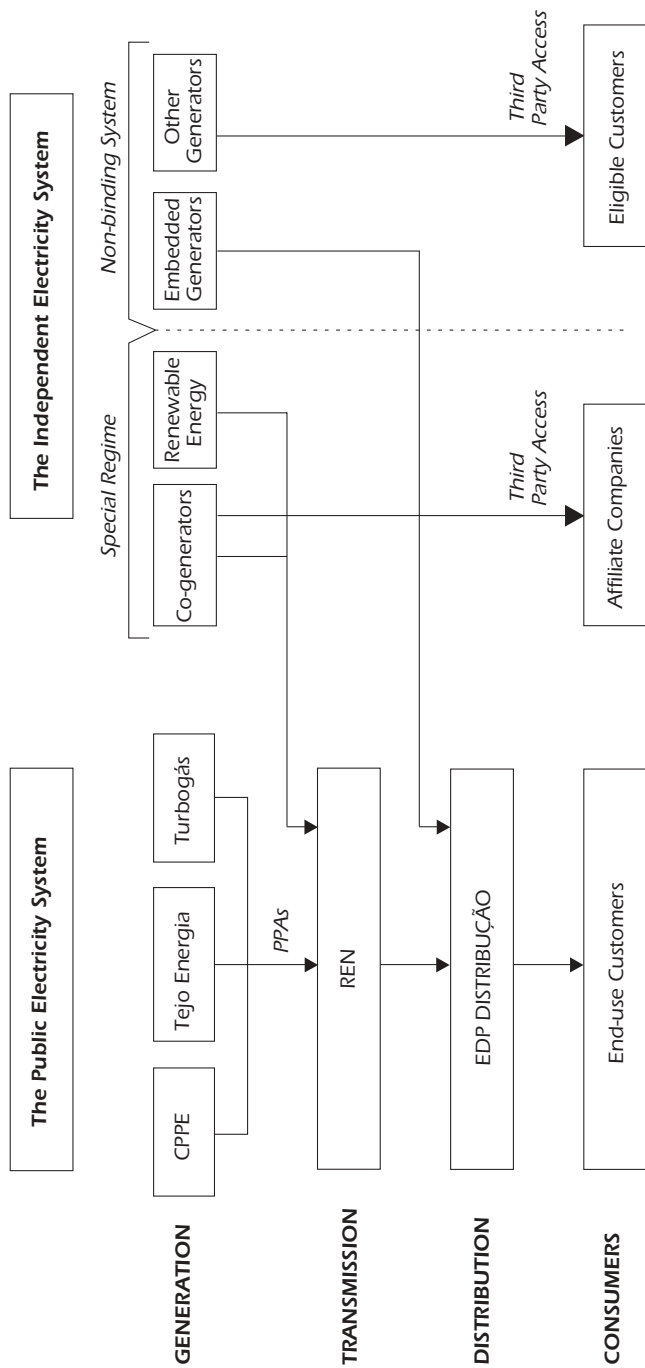 The Public Electricity System
The Independent Electricity System
Special Regime
Non-binding System
GENERATION
CPPE
Tejo Energia
Turbogás
Co-generators
Renewable
Energy
Embedded
Generators
Other
Generators
PPAs
TRANSMISSION
REN
DISTRIBUTION
EDP DISTRIBUÇÃO
Third
Party Access
Third
Party Access
CONSUMERS
End-use Customers
Affiliate Companies
Eligible Customers